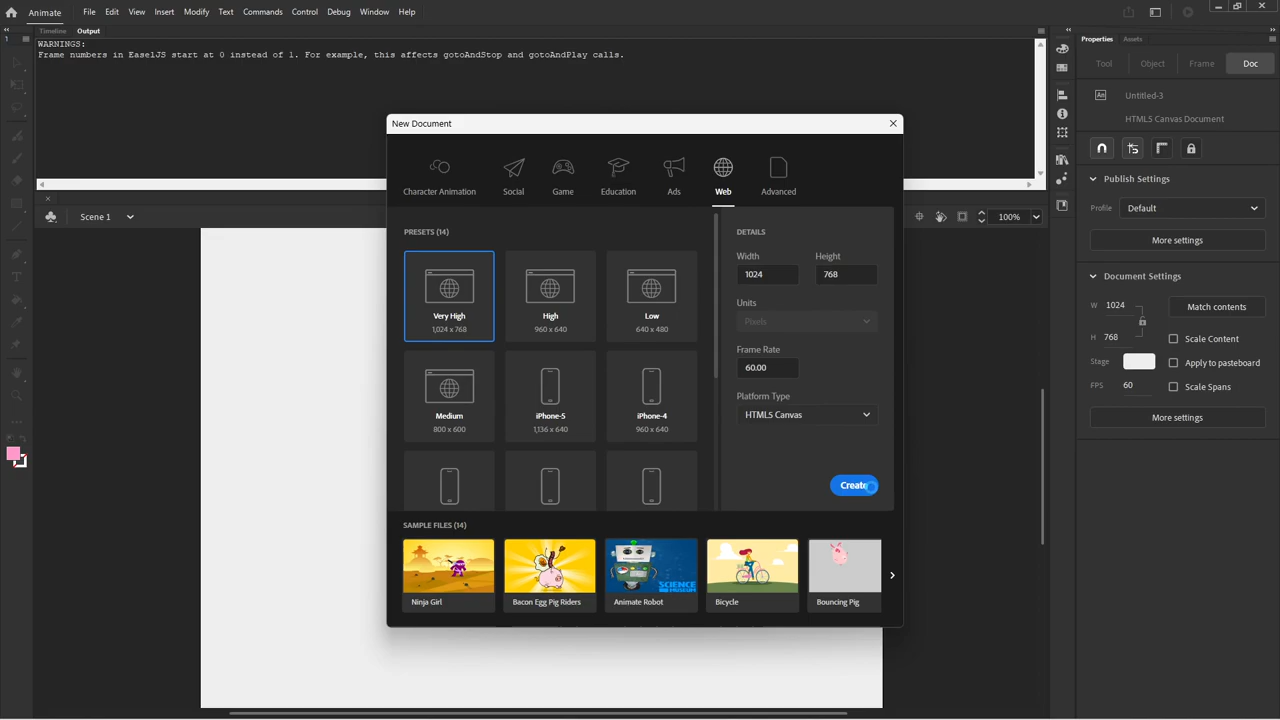 Animate File Edit View Insert Modify Text Commands Control Debug Window Help
Timeline Output
WARNINGS:
Frame numbers in EaselJS start at 0 instead of 1. For example, this affects gotoAndStop and gotoAndPlay calls.
Scene 1
100%
New Document
Character Animation
Social
Game
Education
Ads
Web
Advanced
PRESETS (14)
Very High
1,024 x 768
High
960 x 640
Low
640 x 480
Medium
800 x 600
iPhone-5
1,136 x 640
iPhone-4
960 x 640
DETAILS
Width Height
1024 768
Units
Pixels
Frame Rate
60.00
Platform Type
HTML5 Canvas
Create
SAMPLE FILES (14)
SCIENCE
MUSEUM
Ninja Girl
Bacon Egg Pig Riders
Animate Robot
Bicycle
Bouncing Pig
Properties Assets
Tool Object Frame Doc
An Untitled-3
HTML5 Canvas Document
Publish Settings
Profile Default
More settings
Document Settings
W 1024 Match contents
H 768 Scale Content
Stage Apply to pasteboard
FPS 60 Scale Spans
More settings
1